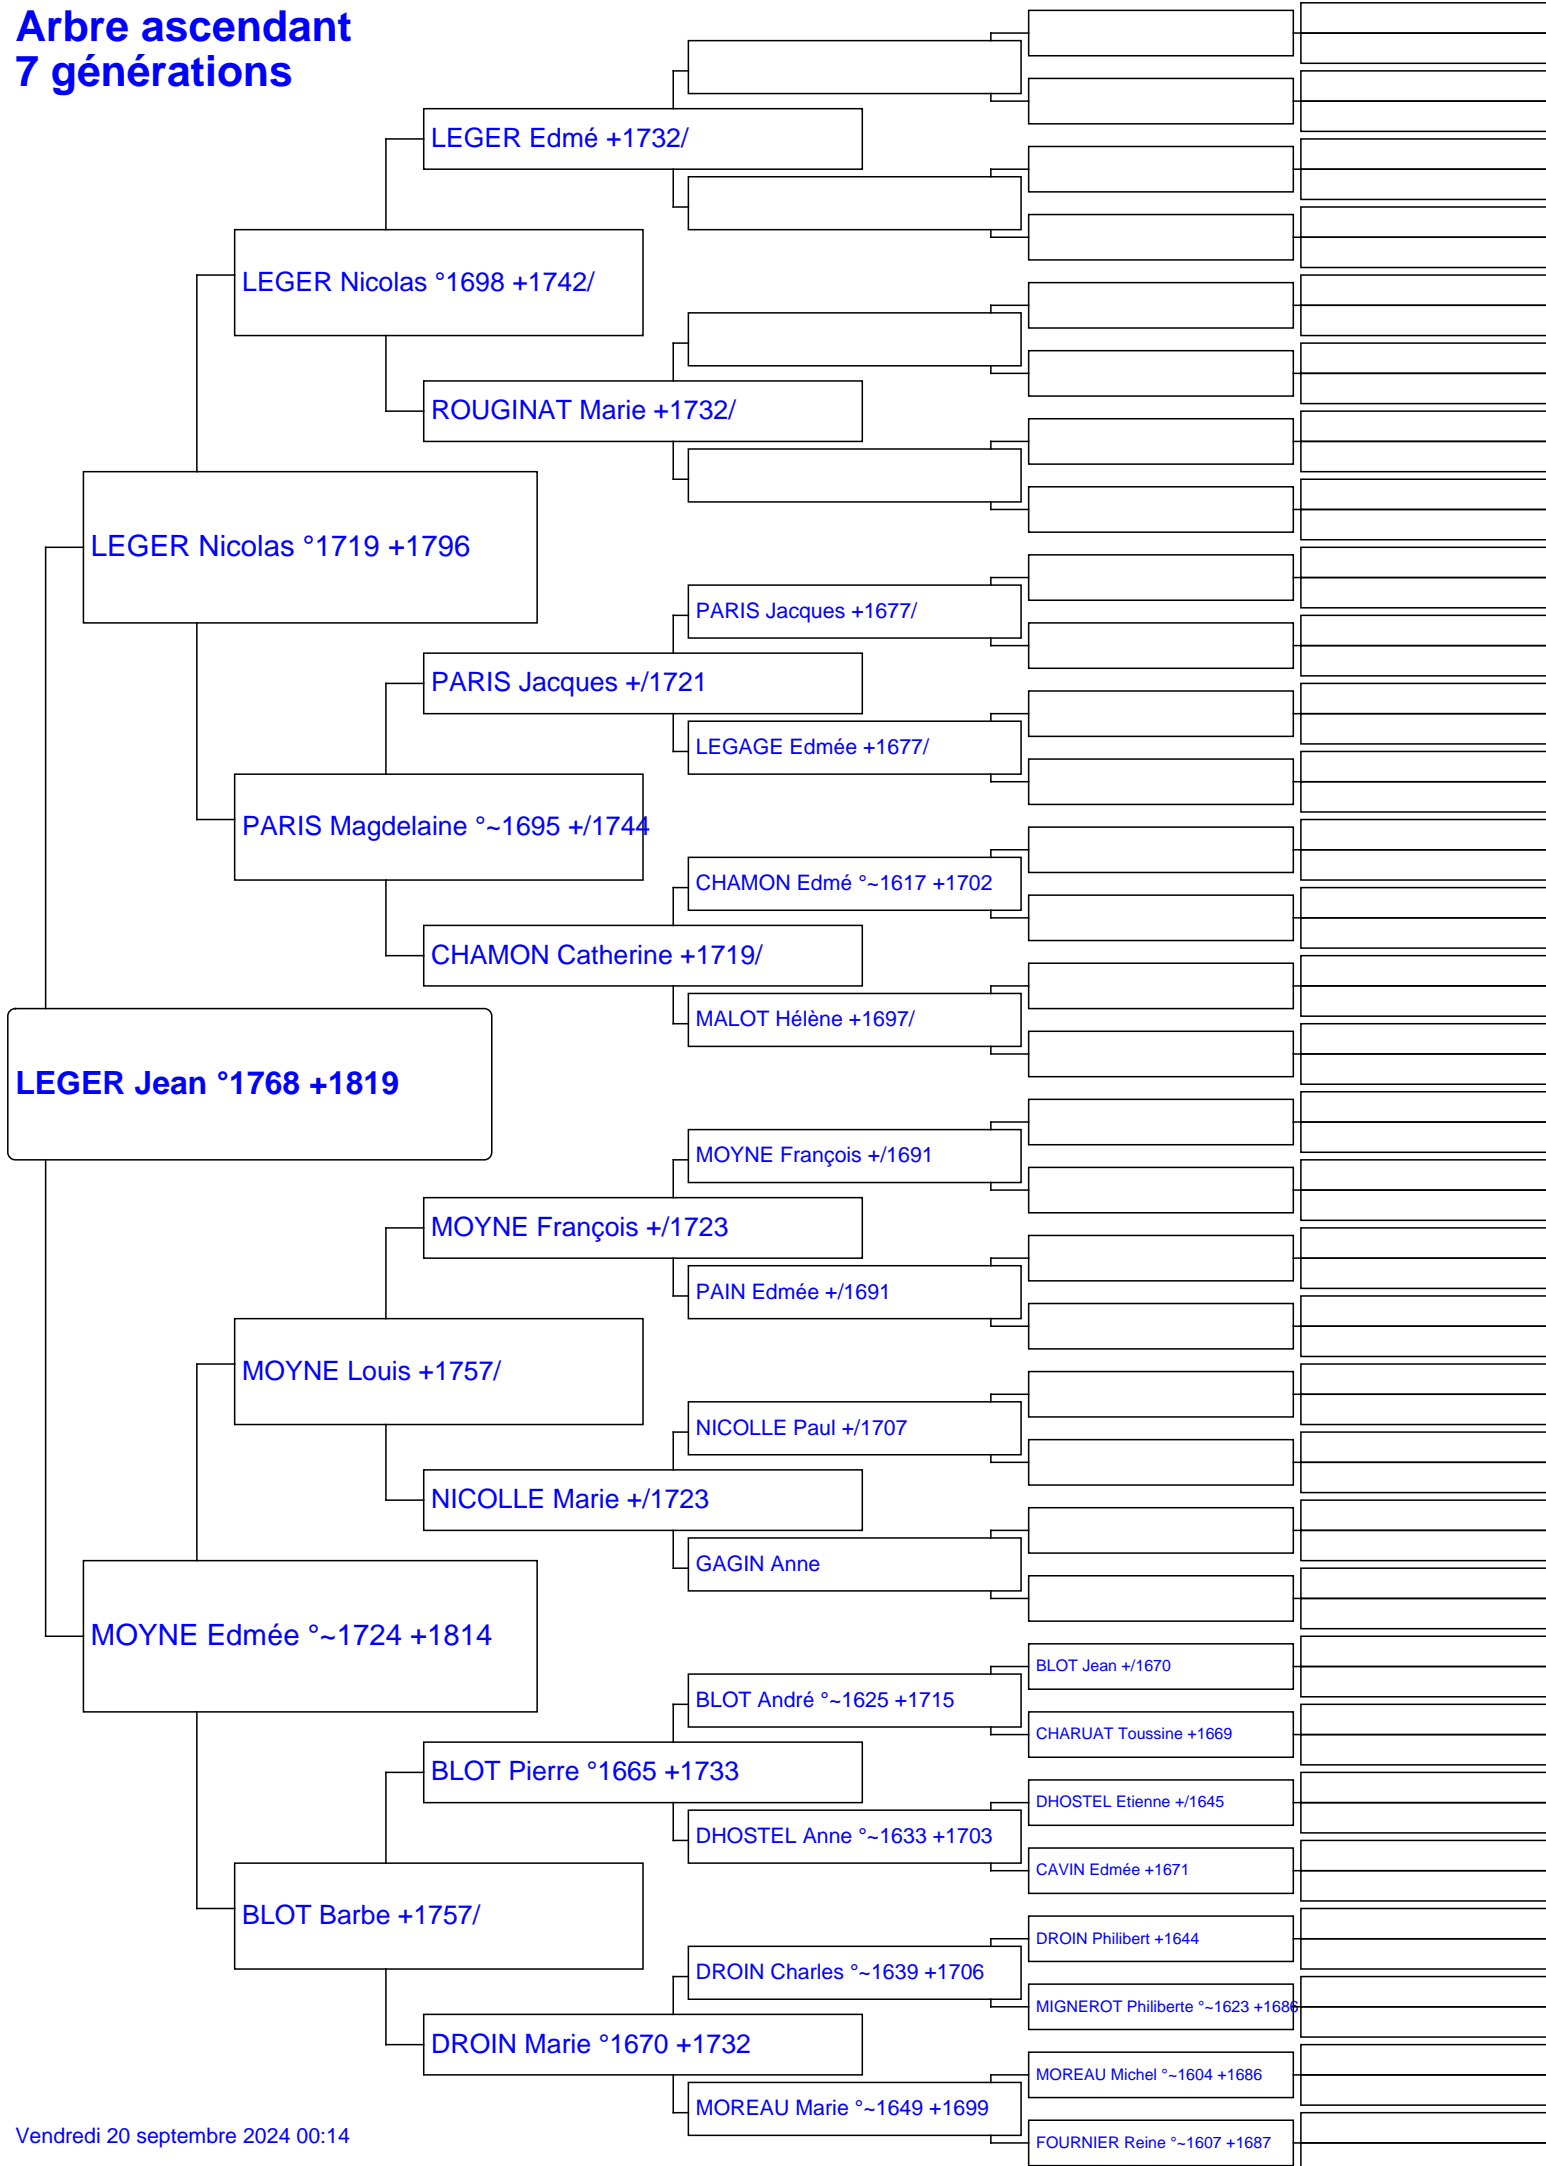 Arbre ascendant
7 générations
LEGER Edmé +1732/
LEGER Nicolas °1698 +1742/
ROUGINAT Marie +1732/
LEGER Nicolas °1719 +1796
PARIS Jacques +1677/
PARIS Jacques +/1721
LEGAGE Edmée +1677/
PARIS Magdelaine °~1695 +/1744
CHAMON Edmé °~1617 +1702
CHAMON Catherine +1719/
MALOT Hélène +1697/
LEGER Jean °1768 +1819
MOYNE François +/1691
MOYNE François +/1723
PAIN Edmée +/1691
MOYNE Louis +1757/
NICOLLE Paul +/1707
NICOLLE Marie +/1723
GAGIN Anne
MOYNE Edmée °~1724 +1814
BLOT Jean +/1670
BLOT André °~1625 +1715
CHARUAT Toussine +1669
BLOT Pierre °1665 +1733
DHOSTEL Etienne +/1645
DHOSTEL Anne °~1633 +1703
CAVIN Edmée +1671
BLOT Barbe +1757/
DROIN Philibert +1644
DROIN Charles °~1639 +1706
MIGNEROT Philiberte °~1623 +1686
DROIN Marie °1670 +1732
MOREAU Michel °~1604 +1686
MOREAU Marie °~1649 +1699
FOURNIER Reine °~1607 +1687
Vendredi 20 septembre 2024 00:14